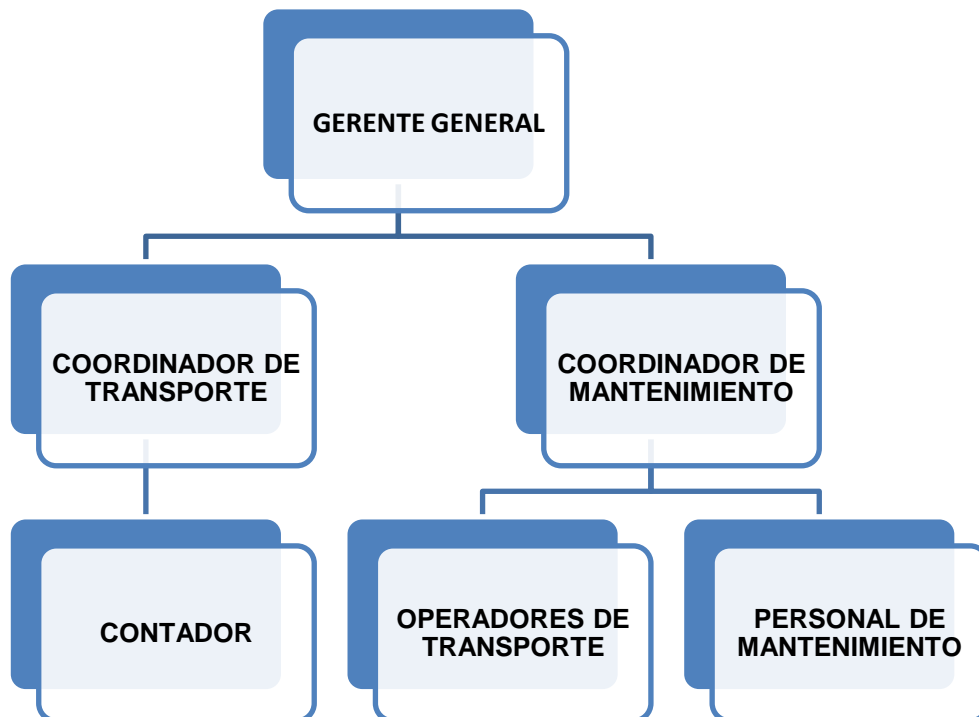 GERENTE GENERAL
COORDINADOR DE
TRANSPORTE
COORDINADOR DE
MANTENIMIENTO
CONTADOR
OPERADORES DE
TRANSPORTE
PERSONAL DE
MANTENIMIENTO